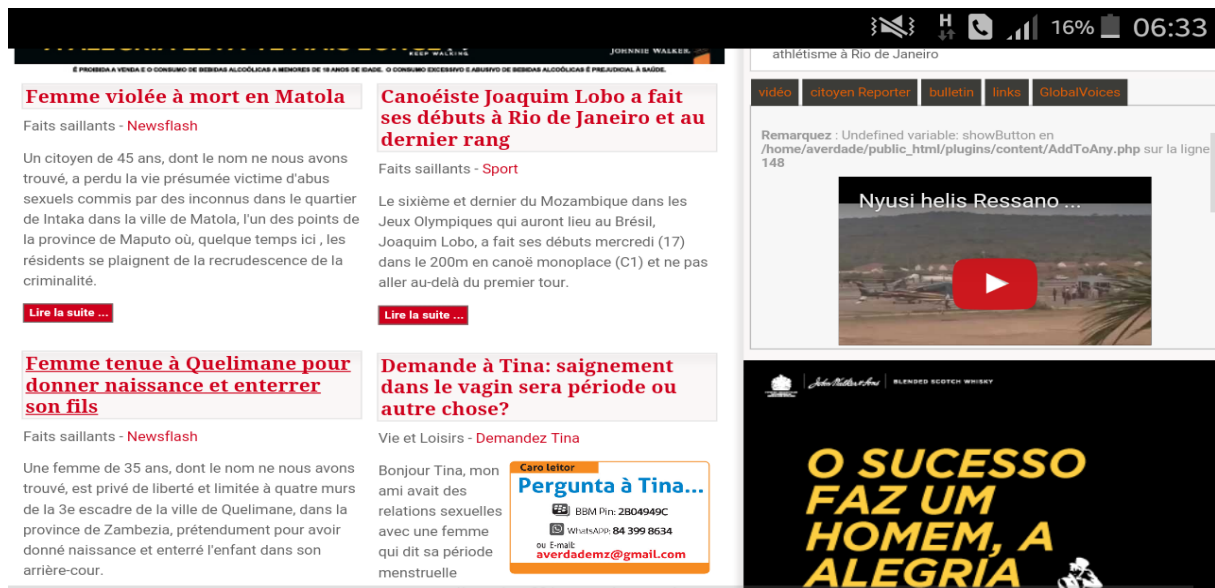 H
16%
06:33
KEEP WALKING.
JOHNNIE WALKER.
É PROIBIDA A VENDA E O CONSUMO DE BEBIDAS ALCOÓLICAS A MENORES DE 18 ANOS DE IDADE. O CONSUMO EXCESSIVO E ABUSIVO DE BEBIDAS ALCOÓLICAS É PREJUDICIAL À SAÚDE.
Femme violée à mort en Matola
Faits saillants - Newsflash
Un citoyen de 45 ans, dont le nom ne nous avons
trouvé, a perdu la vie présumée victime d'abus
sexuels commis par des inconnus dans le quartier
de Intaka dans la ville de Matola, l'un des points de
la province de Maputo où, quelque temps ici , les
résidents se plaignent de la recrudescence de la
criminalité.
Lire la suite ...
Canoéiste Joaquim Lobo a fait
ses débuts à Rio de Janeiro et au
dernier rang
Faits saillants - Sport
Le sixième et dernier du Mozambique dans les
Jeux Olympiques qui auront lieu au Brésil,
Joaquim Lobo, a fait ses débuts mercredi (17)
dans le 200m en canoë monoplace (C1) et ne pas
aller au-delà du premier tour.
Lire la suite ...
Femme tenue à Quelimane pour
donner naissance et enterrer
son fils
Faits saillants - Newsflash
Une femme de 35 ans, dont le nom ne nous avons
trouvé, est privé de liberté et limitée à quatre murs
de la 3e escadre de la ville de Quelimane, dans la
province de Zambezia, prétendument pour avoir
donné naissance et enterré l'enfant dans son
arrière-cour.
Demande à Tina: saignement
dans le vagin sera période ou
autre chose?
Vie et Loisirs - Demandez Tina
Bonjour Tina, mon
ami avait des
relations sexuelles
avec une femme
qui dit sa période
menstruelle
Caro leitor
Pergunta à Tina...
BBM Pin: 2B04949C
WhatsApp: 84 399 8634
ou E-mail:
averdademz@gmail.com
athlétisme à Rio de Janeiro
vidéo
citoyen Reporter
bulletin
links
GlobalVoices
Remarquez : Undefined variable: showButton en
/home/averdade/public_html/plugins/content/AddToAny.php sur la ligne
148
Nyusi helis Ressano ...
John Walker & Sons
BLENDED SCOTCH WHISKY
O SUCESSO
FAZ UM
HOMEM, A
ALEGRIA